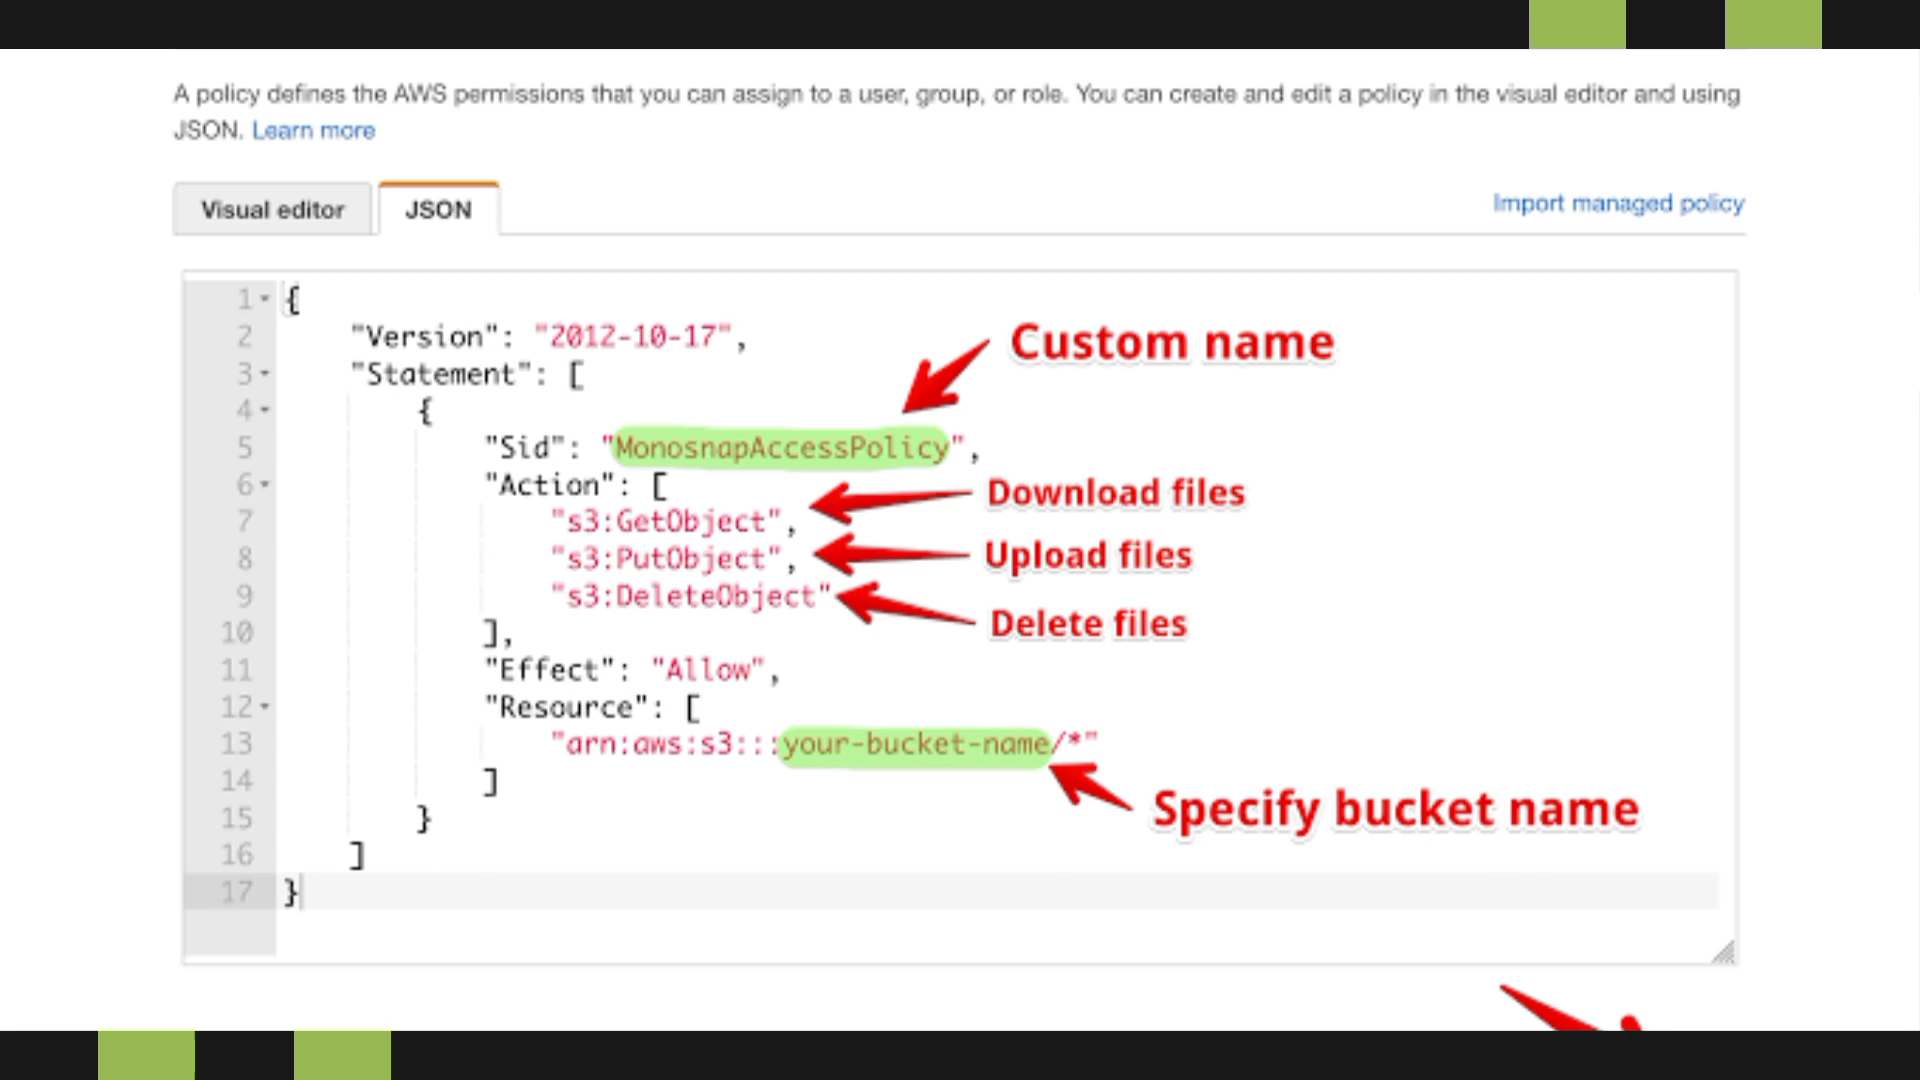 A policy defines the AWS permissions that you can assign to a user, group, or role. You can create and edit a policy in the visual editor and using
JSON. Learn more
Visual editor
JSON
Import managed policy
1 {
2 "Version": "2012-10-17",
Custom name
3 "Statement": [
4 {
5 "Sid": "MonosnapAccessPolicy",
6 "Action": [
Download files
7 "s3:GetObject",
8 "s3:PutObject",
Upload files
9 "s3:DeleteObject"
Delete files
10 ],
11 "Effect": "Allow",
12 "Resource": [
13 "arn:aws:s3:::your-bucket-name/*"
14 ]
Specify bucket name
15 }
16 ]
17 }